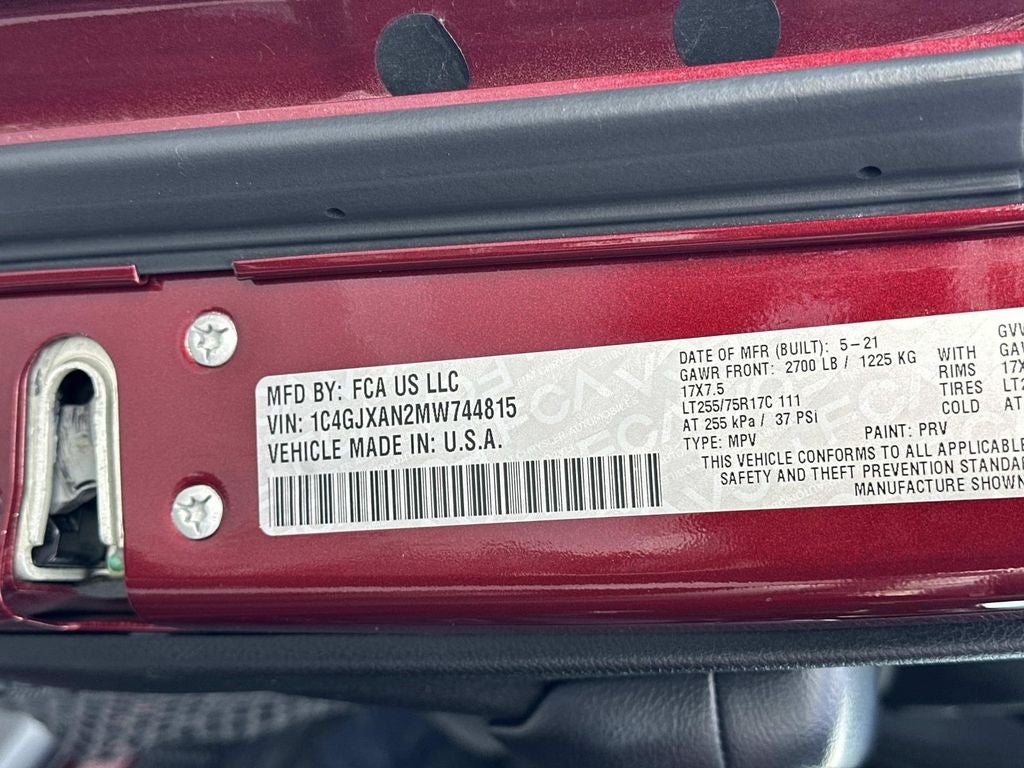 MFD BY: FCA US LLC
VIN: 1C4GJXAN2MW744815
VEHICLE MADE IN: U.S.A.
DATE OF MFR (BUILT): 5-21
GAWR FRONT: 2700 LB / 1225 KG
17X7.5
LT255/75R17C 111
AT 255 kPa / 37 PSI
TYPE: MPV PAINT: PRV
WITH
RIMS
TIRES
COLD
17X
AT
THIS VEHICLE CONFORMS TO ALL APPLICABLE
SAFETY AND THEFT PREVENTION
MANUFACTURE